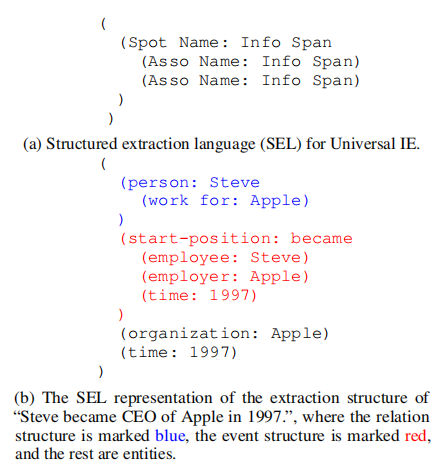 (
(Spot Name: Info Span
(Asso Name: Info Span)
(Asso Name: Info Span)
)
)
(a) Structured extraction language (SEL) for Universal IE.
(
(person: Steve
(work for: Apple)
)
(start-position: became
(employee: Steve)
(employer: Apple)
(time: 1997)
)
(organization: Apple)
(time: 1997)
)
(b) The SEL representation of the extraction structure of
“Steve became CEO of Apple in 1997.”, where the relation
structure is marked blue, the event structure is marked red,
and the rest are entities.